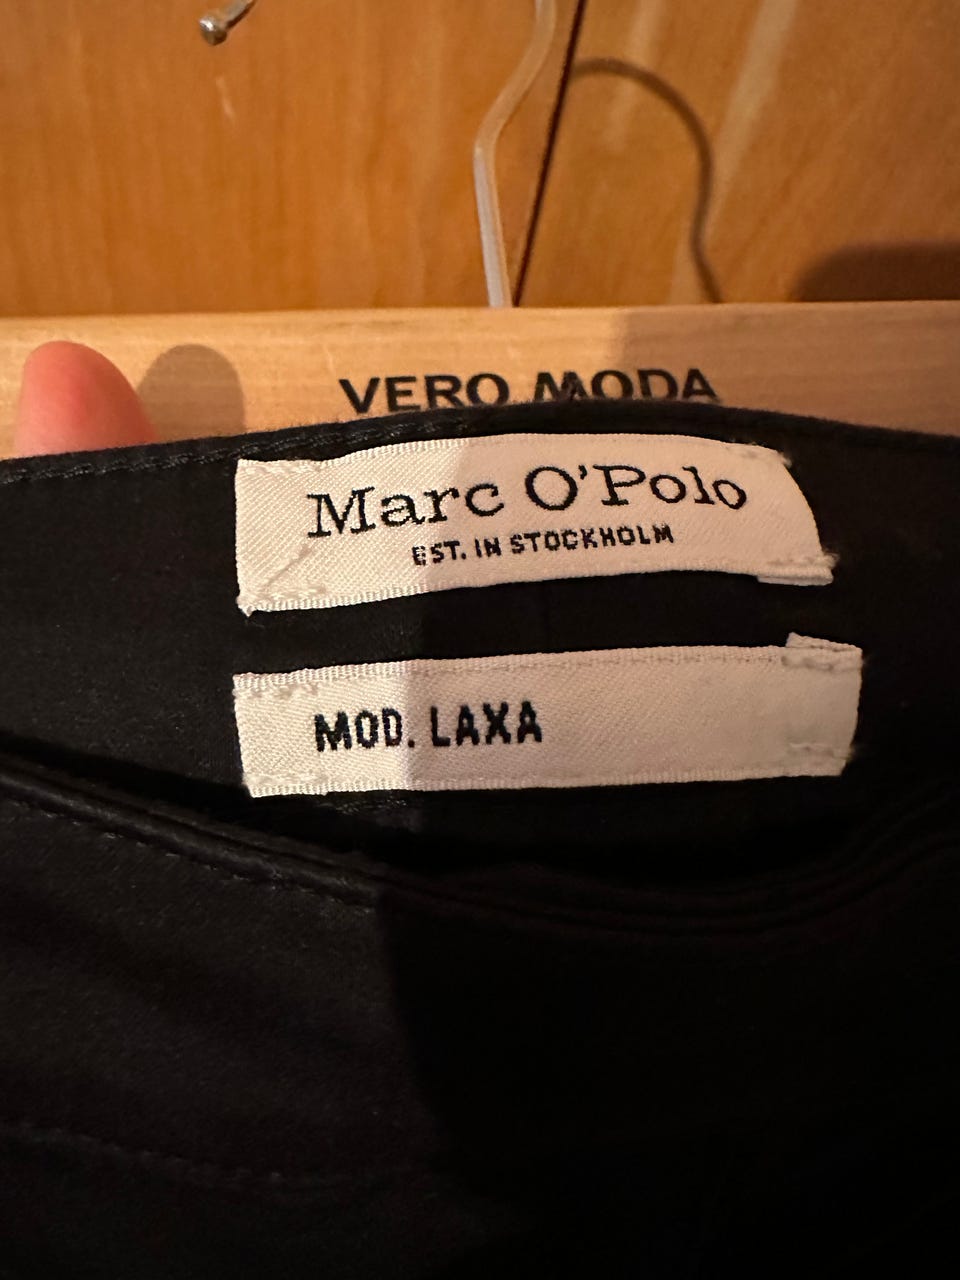 VERO MODA
Marc O'Polo
EST. IN STOCKHOLM
MOD. LAXA